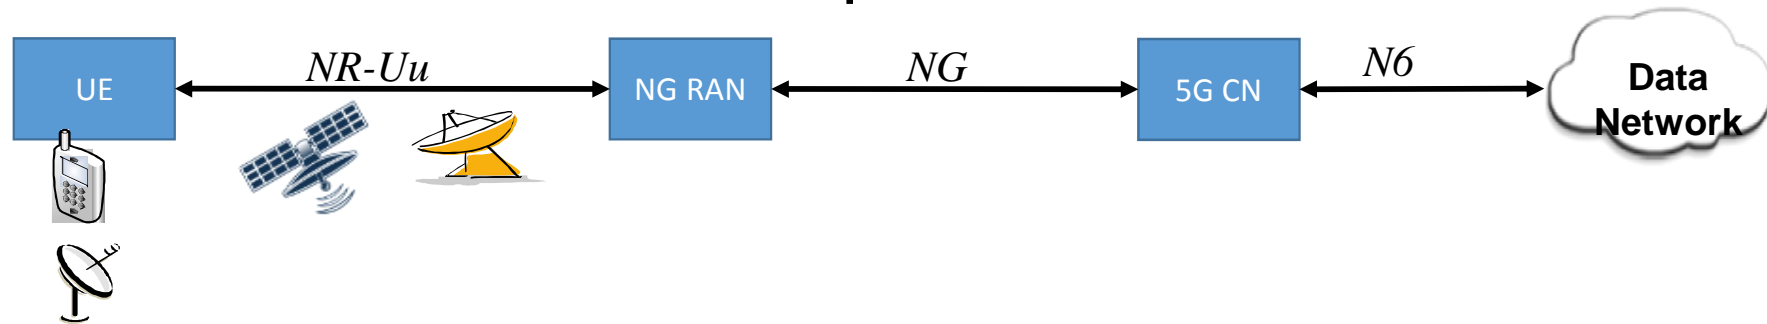 UE
NR-Uu
NG RAN
NG
5G CN
N6
Data
Network